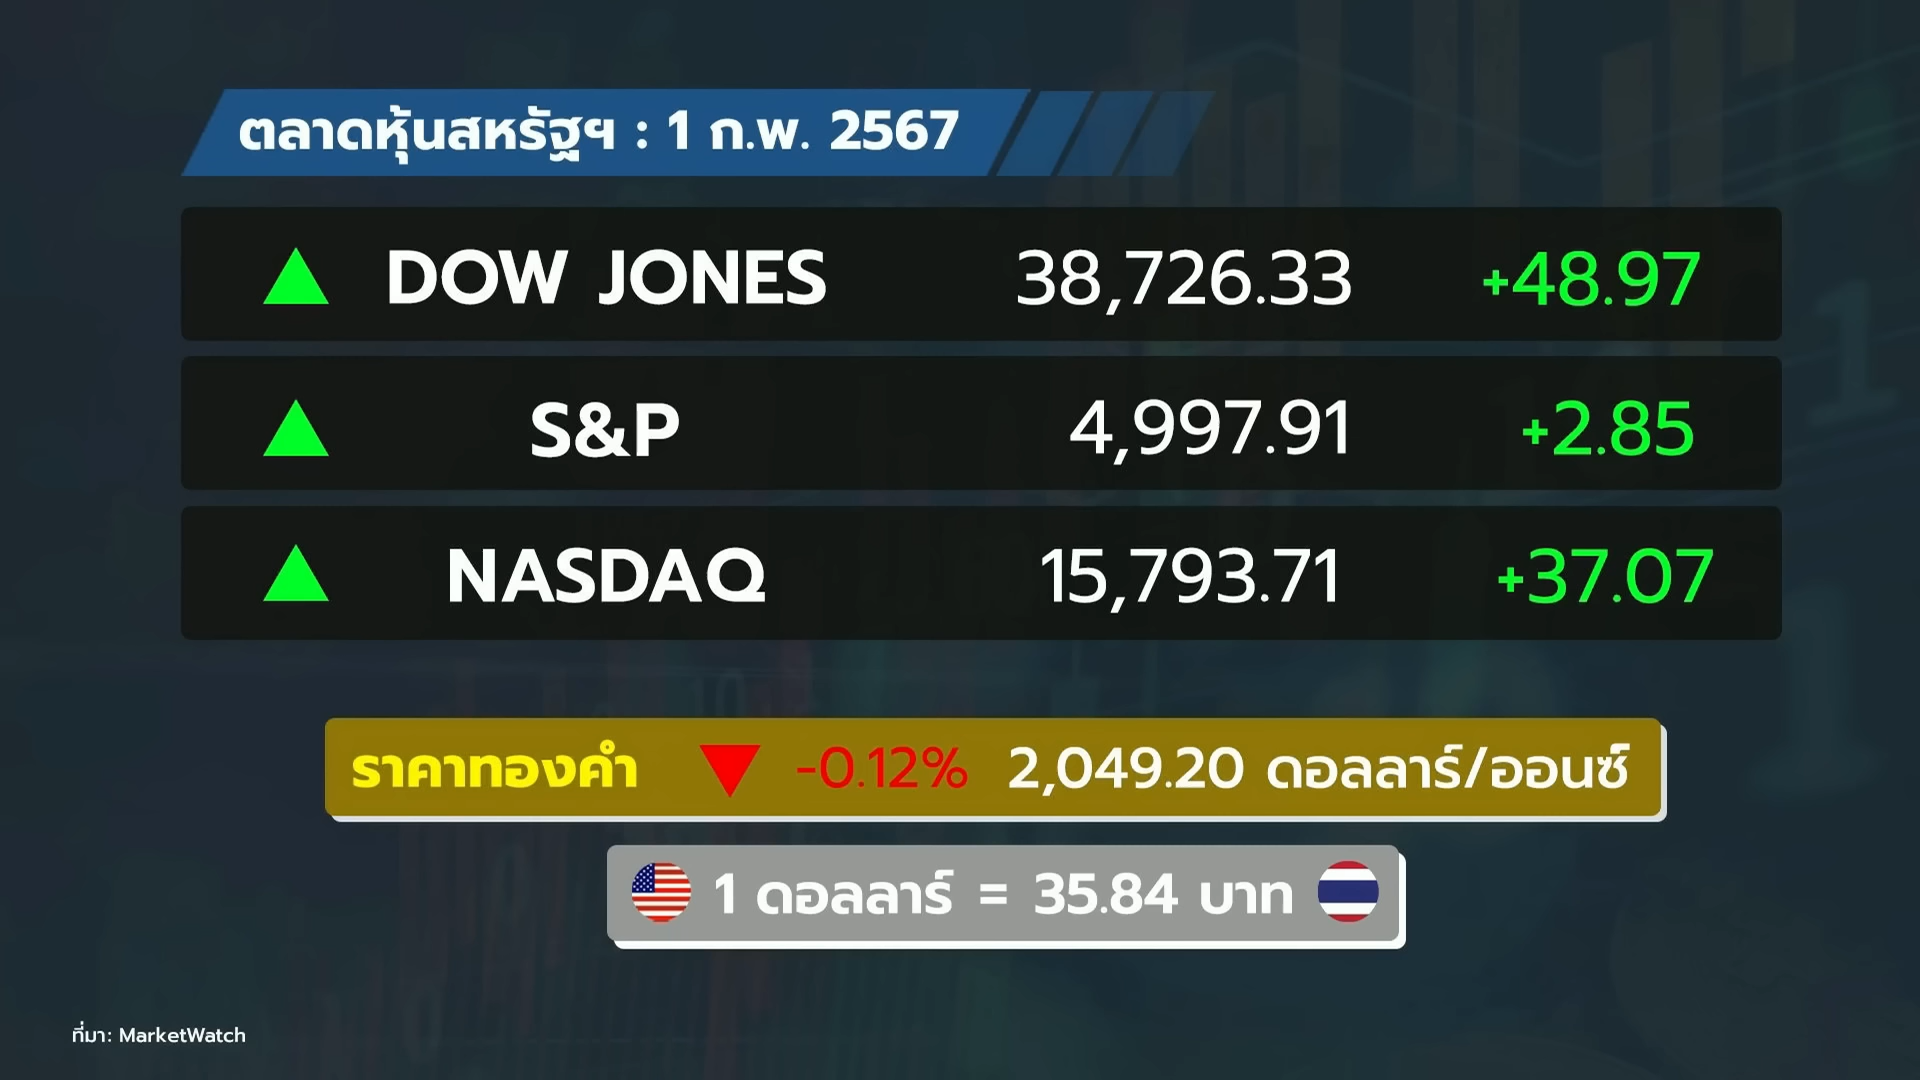 ตลาดหุ้นสหรัฐฯ : 1 ก.พ. 2567
DOW JONES 38,726.33 +48.97
S&P 4,997.91 +2.85
NASDAQ 15,793.71 +37.07
ราคาทองคำ -0.12% 2,049.20 ดอลลาร์/ออนซ์
1 ดอลลาร์ = 35.84 บาท
ที่มา: MarketWatch